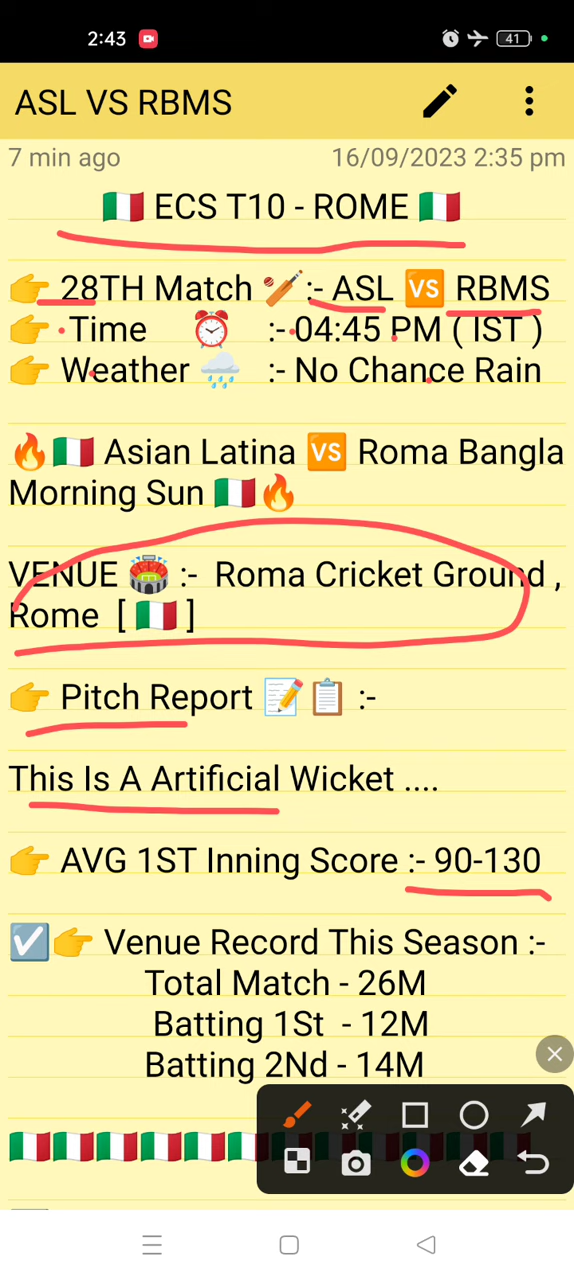 2:43
41
ASL VS RBMS
7 min ago 16/09/2023 2:35 pm
🇮🇹 ECS T10 - ROME 🇮🇹
👉 28TH Match 🏏:- ASL 🆚 RBMS
👉 Time ⏰ :- 04:45 PM ( IST )
👉 Weather 🌧️ :- No Chance Rain
🔥🇮🇹 Asian Latina 🆚 Roma Bangla
Morning Sun 🇮🇹🔥
VENUE 🏟️ :- Roma Cricket Ground ,
Rome [ 🇮🇹 ]
👉 Pitch Report 📝📋 :-
This Is A Artificial Wicket ....
👉 AVG 1ST Inning Score :- 90-130
☑️👉 Venue Record This Season :-
Total Match - 26M
Batting 1St - 12M
Batting 2Nd - 14M